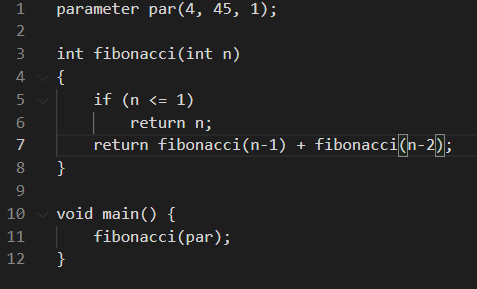 1 parameter par(4, 45, 1);
2
3 int fibonacci(int n)
4 {
5     if (n <= 1)
6         return n;
7     return fibonacci(n-1) + fibonacci(n-2);
8 }
9
10 void main() {
11     fibonacci(par);
12 }